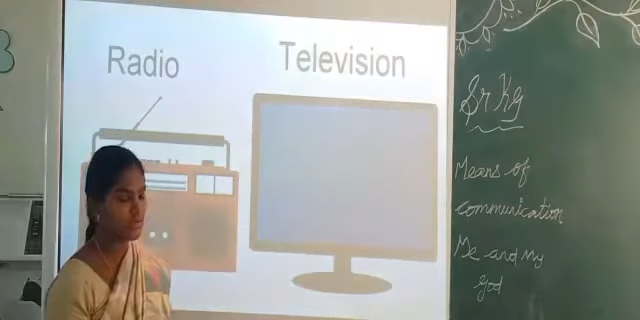 Radio
Television
Sr Kg
Means of
communication
Me and My
God